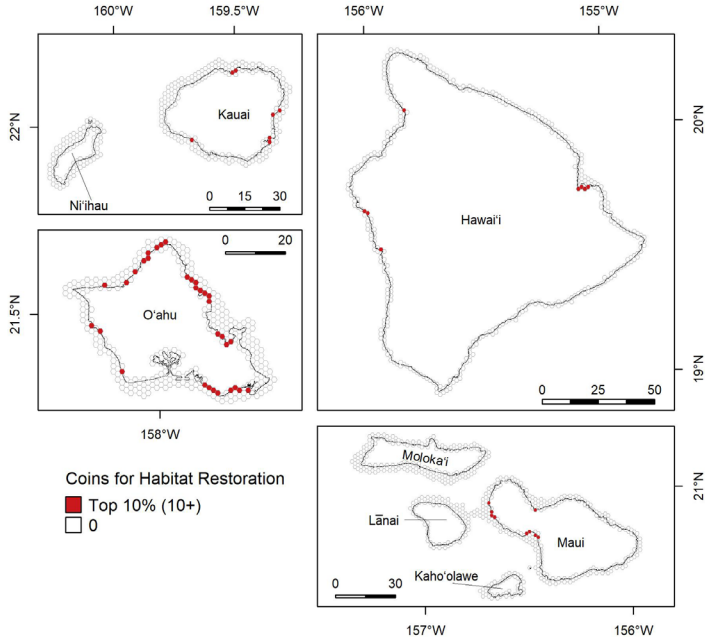 160°W 159.5°W
22°N
Kauai
Ni‘ihau
0 15 30
156°W 155°W
20°N
19°N
Hawai‘i
0 25 50
0 20
21.5°N
O‘ahu
158°W
Coins for Habitat Restoration
Top 10% (10+)
0
Moloka‘i
21°N
Lānai
Maui
Kaho‘olawe
0 30
157°W 156°W